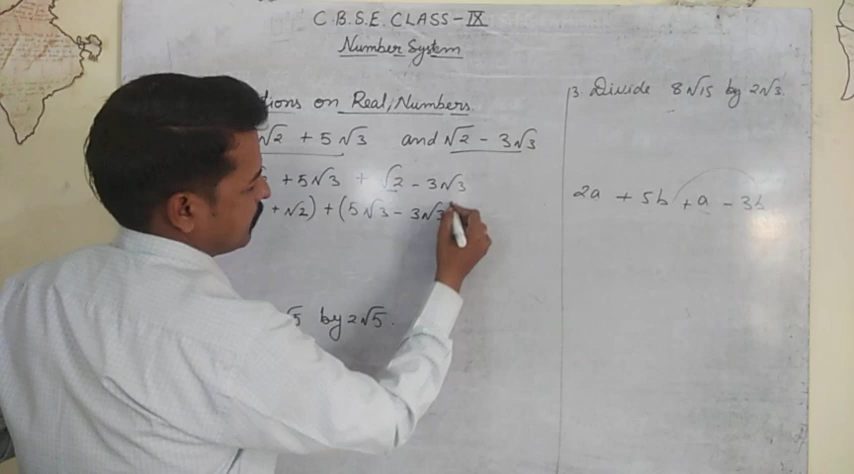 C.B.S.E. CLASS - IX
Number System
tions on Real Numbers
√2 + 5√3 and √2 - 3√3
+ 5√3 + √2 - 3√3
+ √2) + (5√3 - 3√3
√5 by 2√5.
3. Divide 8√15 by 2√3.
2a + 5b + a - 3b